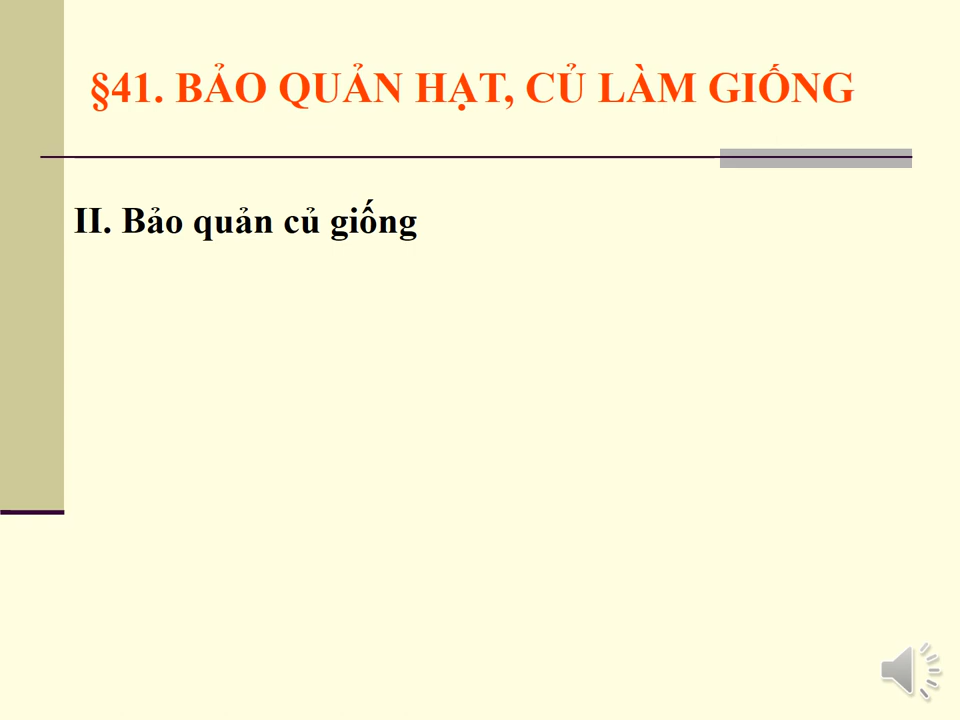 §41. BẢO QUẢN HẠT, CỦ LÀM GIỐNG
II. Bảo quản củ giống